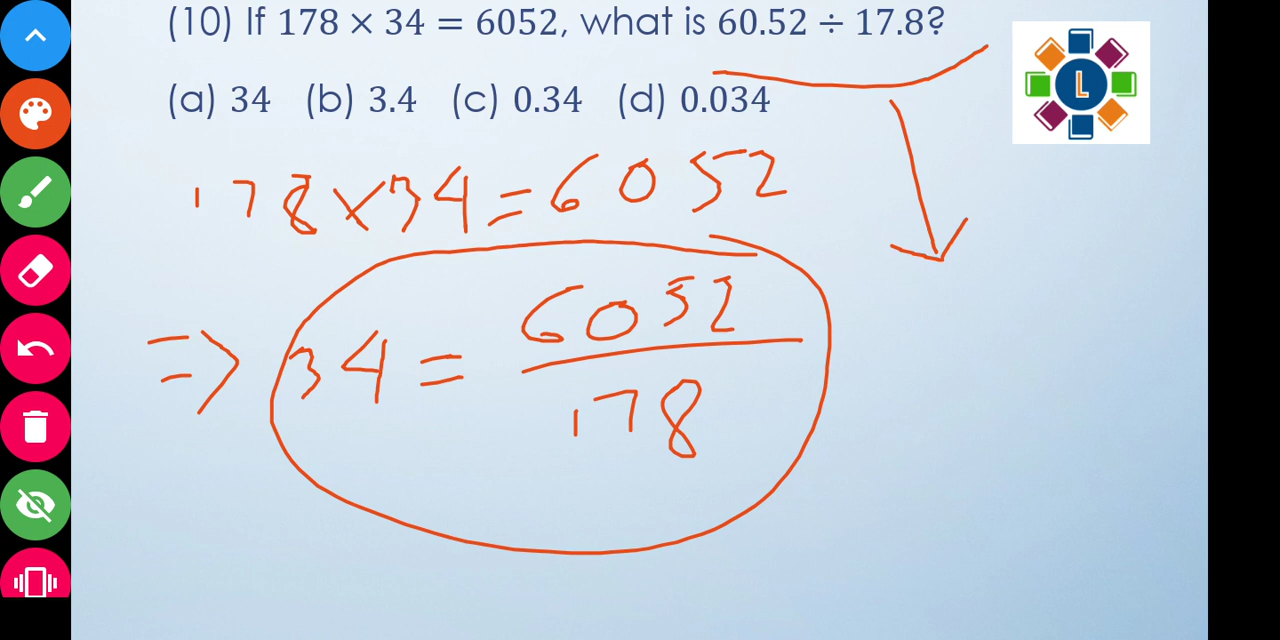 (10) If 178 × 34 = 6052, what is 60.52 ÷ 17.8?
(a) 34 (b) 3.4 (c) 0.34 (d) 0.034
L
178×34=6052
⇒ 34 = 6052
178